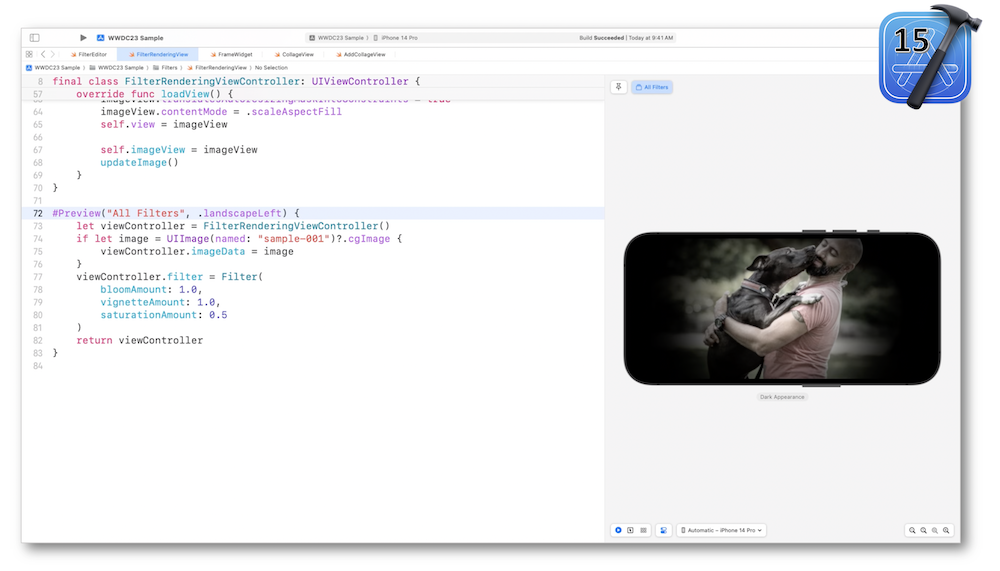 WWDC23 Sample
WWDC23 Sample 〉 iPhone 14 Pro
Build Succeeded | Today at 9:41 AM
15
FilterEditor
FilterRenderingView
FrameWidget
CollageView
AddCollageView
WWDC23 Sample 〉 WWDC23 Sample 〉 Filters 〉 FilterRenderingView 〉 No Selection
8 final class FilterRenderingViewController: UIViewController {
57 override func loadView() {
64 imageView.contentMode = .scaleAspectFill
65 self.view = imageView
66
67 self.imageView = imageView
68 updateImage()
69 }
70 }
71
72 #Preview("All Filters", .landscapeLeft) {
73 let viewController = FilterRenderingViewController()
74 if let image = UIImage(named: "sample-001")?.cgImage {
75 viewController.imageData = image
76 }
77 viewController.filter = Filter(
78 bloomAmount: 1.0,
79 vignetteAmount: 1.0,
80 saturationAmount: 0.5
81 )
82 return viewController
83 }
84
All Filters
Dark Appearance
Automatic – iPhone 14 Pro